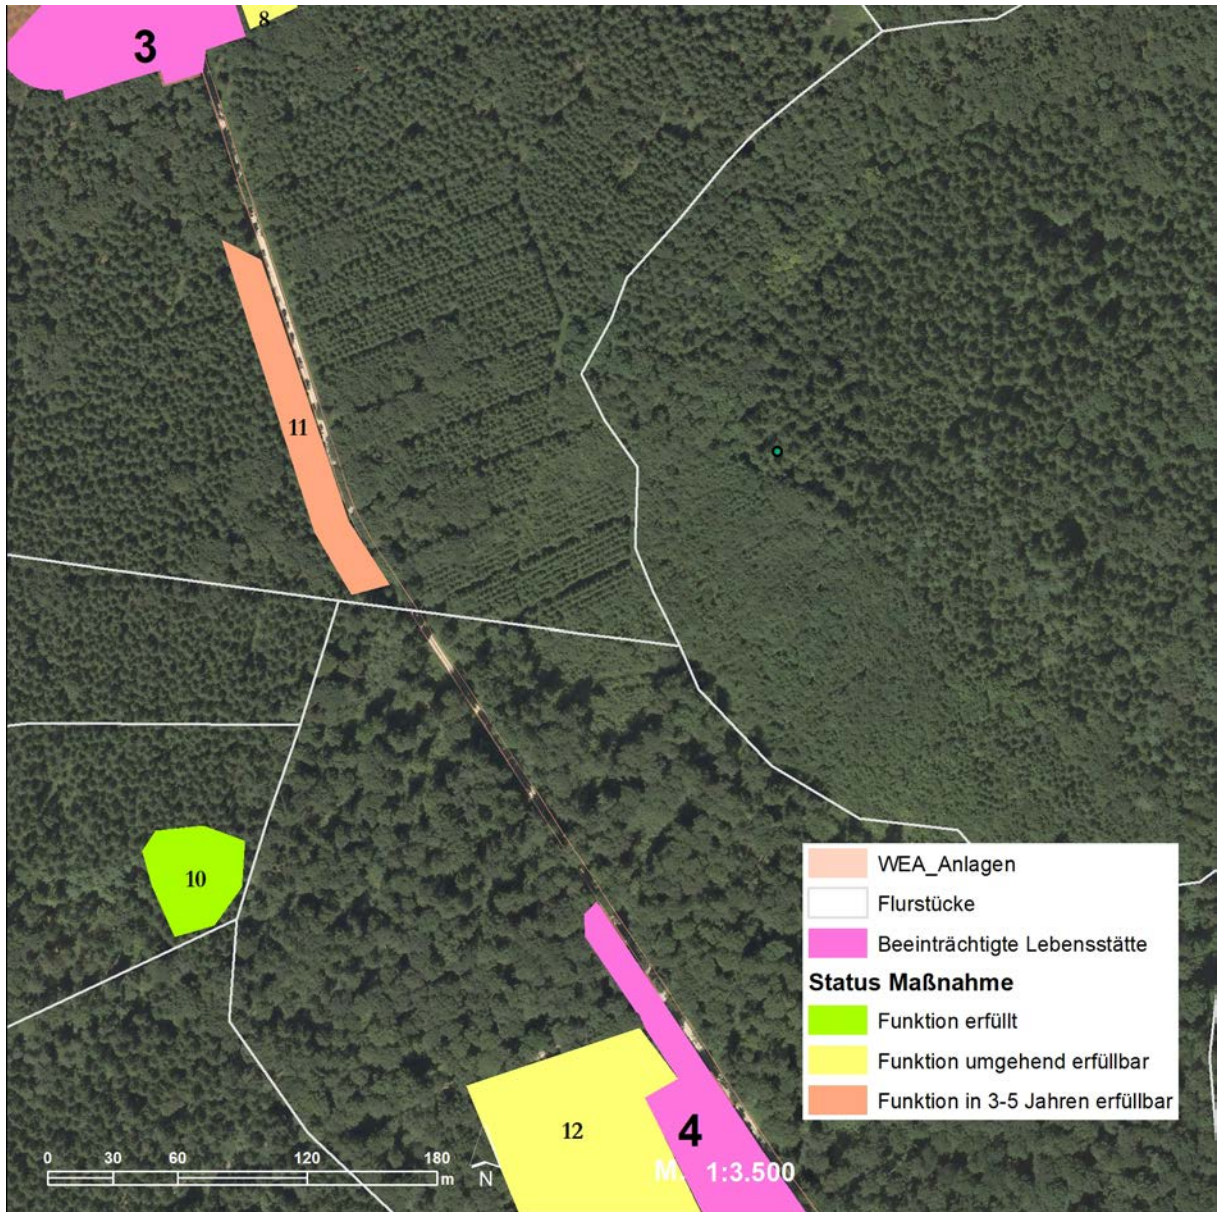 8
3
11
10
WEA_Anlagen
Flurstücke
Beeinträchtigte Lebensstätte
Status Maßnahme
Funktion erfüllt
Funktion umgehend erfüllbar
Funktion in 3-5 Jahren erfüllbar
12
4
0 30 60 120 180
m
N
M. 1:3.500